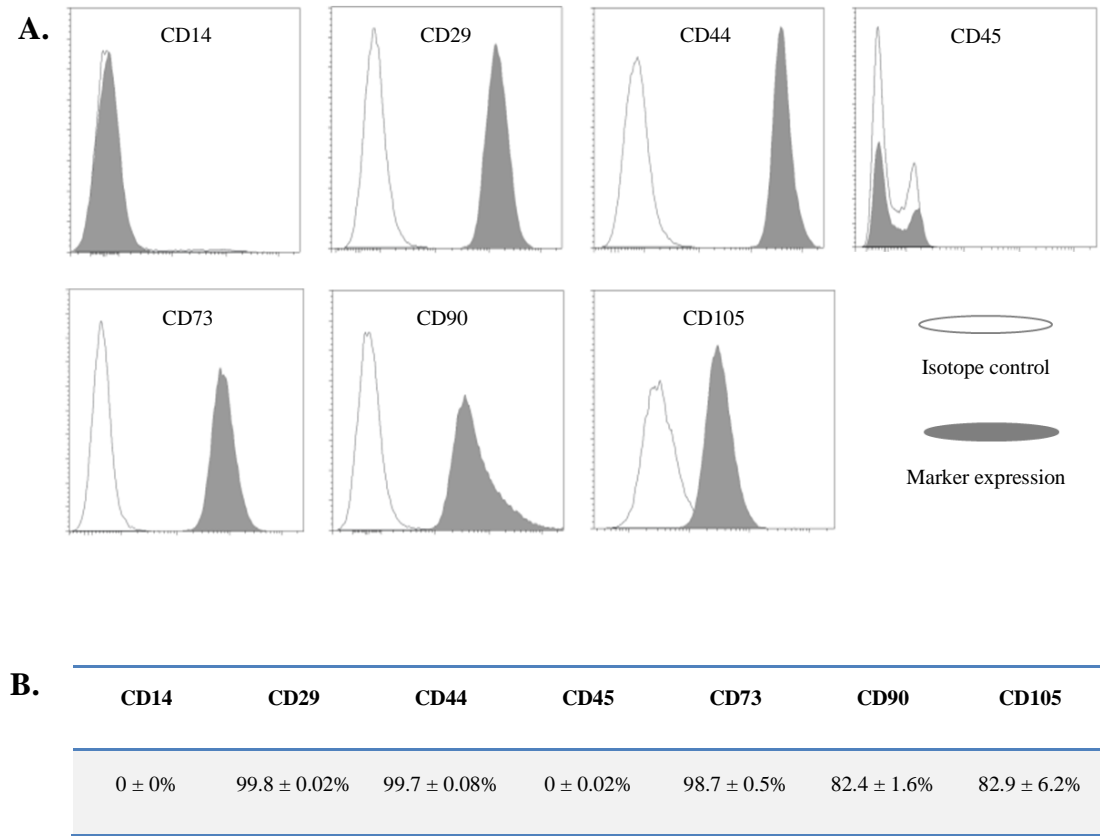 A.
CD14
CD29
CD44
CD45
CD73
CD90
CD105
Isotope control
Marker expression
B.
CD14 CD29 CD44 CD45 CD73 CD90 CD105
0 ± 0% 99.8 ± 0.02% 99.7 ± 0.08% 0 ± 0.02% 98.7 ± 0.5% 82.4 ± 1.6% 82.9 ± 6.2%